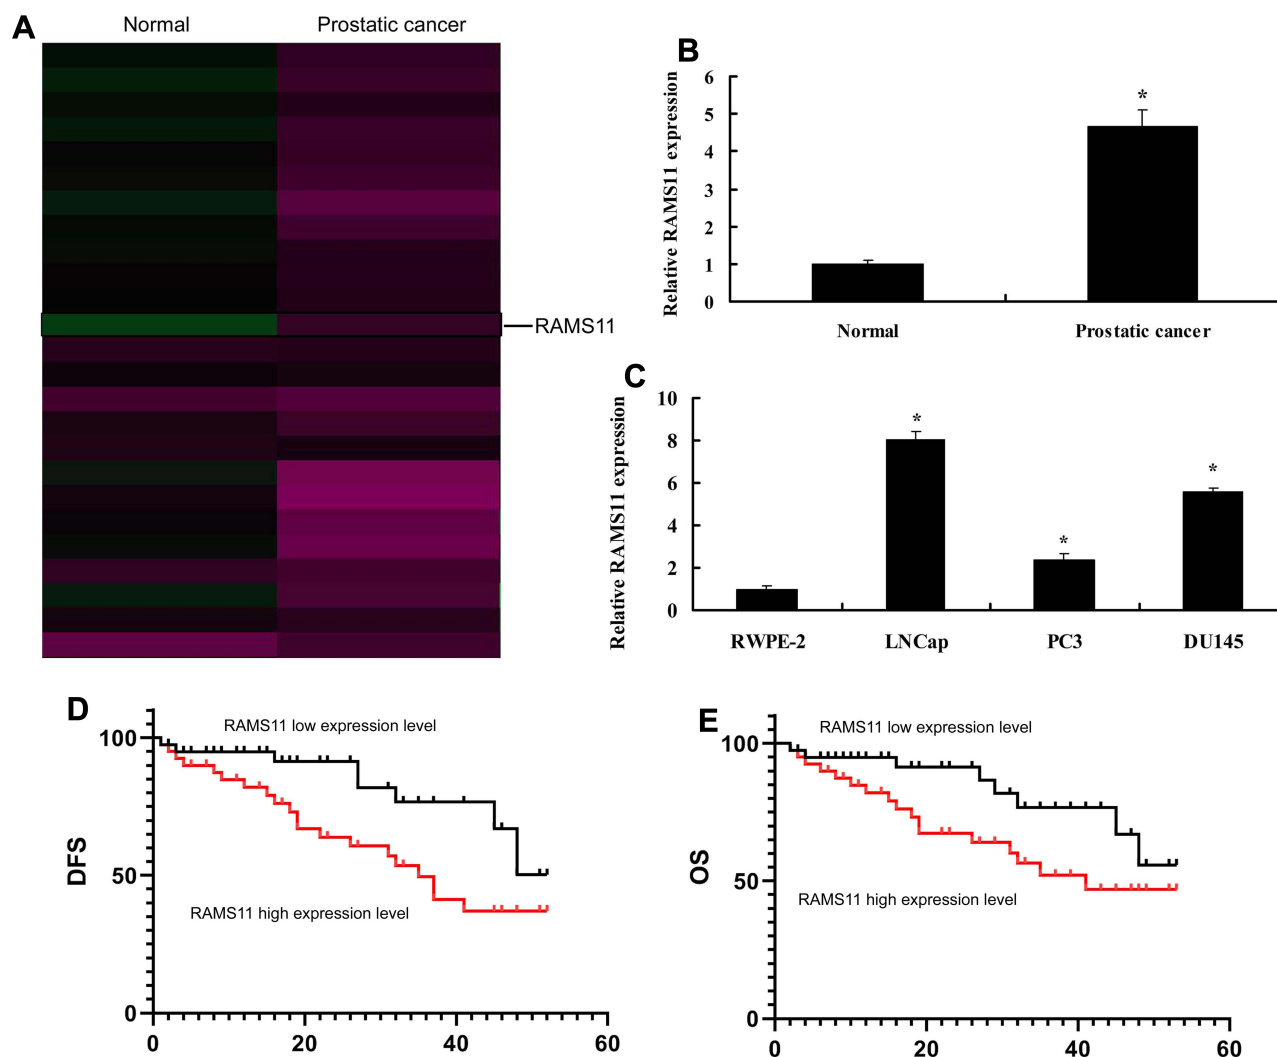 A
Normal Prostatic cancer
RAMS11
B
Relative RAMS11 expression
6
5
4
3
2
1
0
*
Normal Prostatic cancer
C
Relative RAMS11 expression
10
8
6
4
2
0
* * *
RWPE-2 LNCap PC3 DU145
D
RAMS11 low expression level
100
DFS
50
RAMS11 high expression level
0
0 20 40 60
E
RAMS11 low expression level
100
OS
50
RAMS11 high expression level
0
0 20 40 60